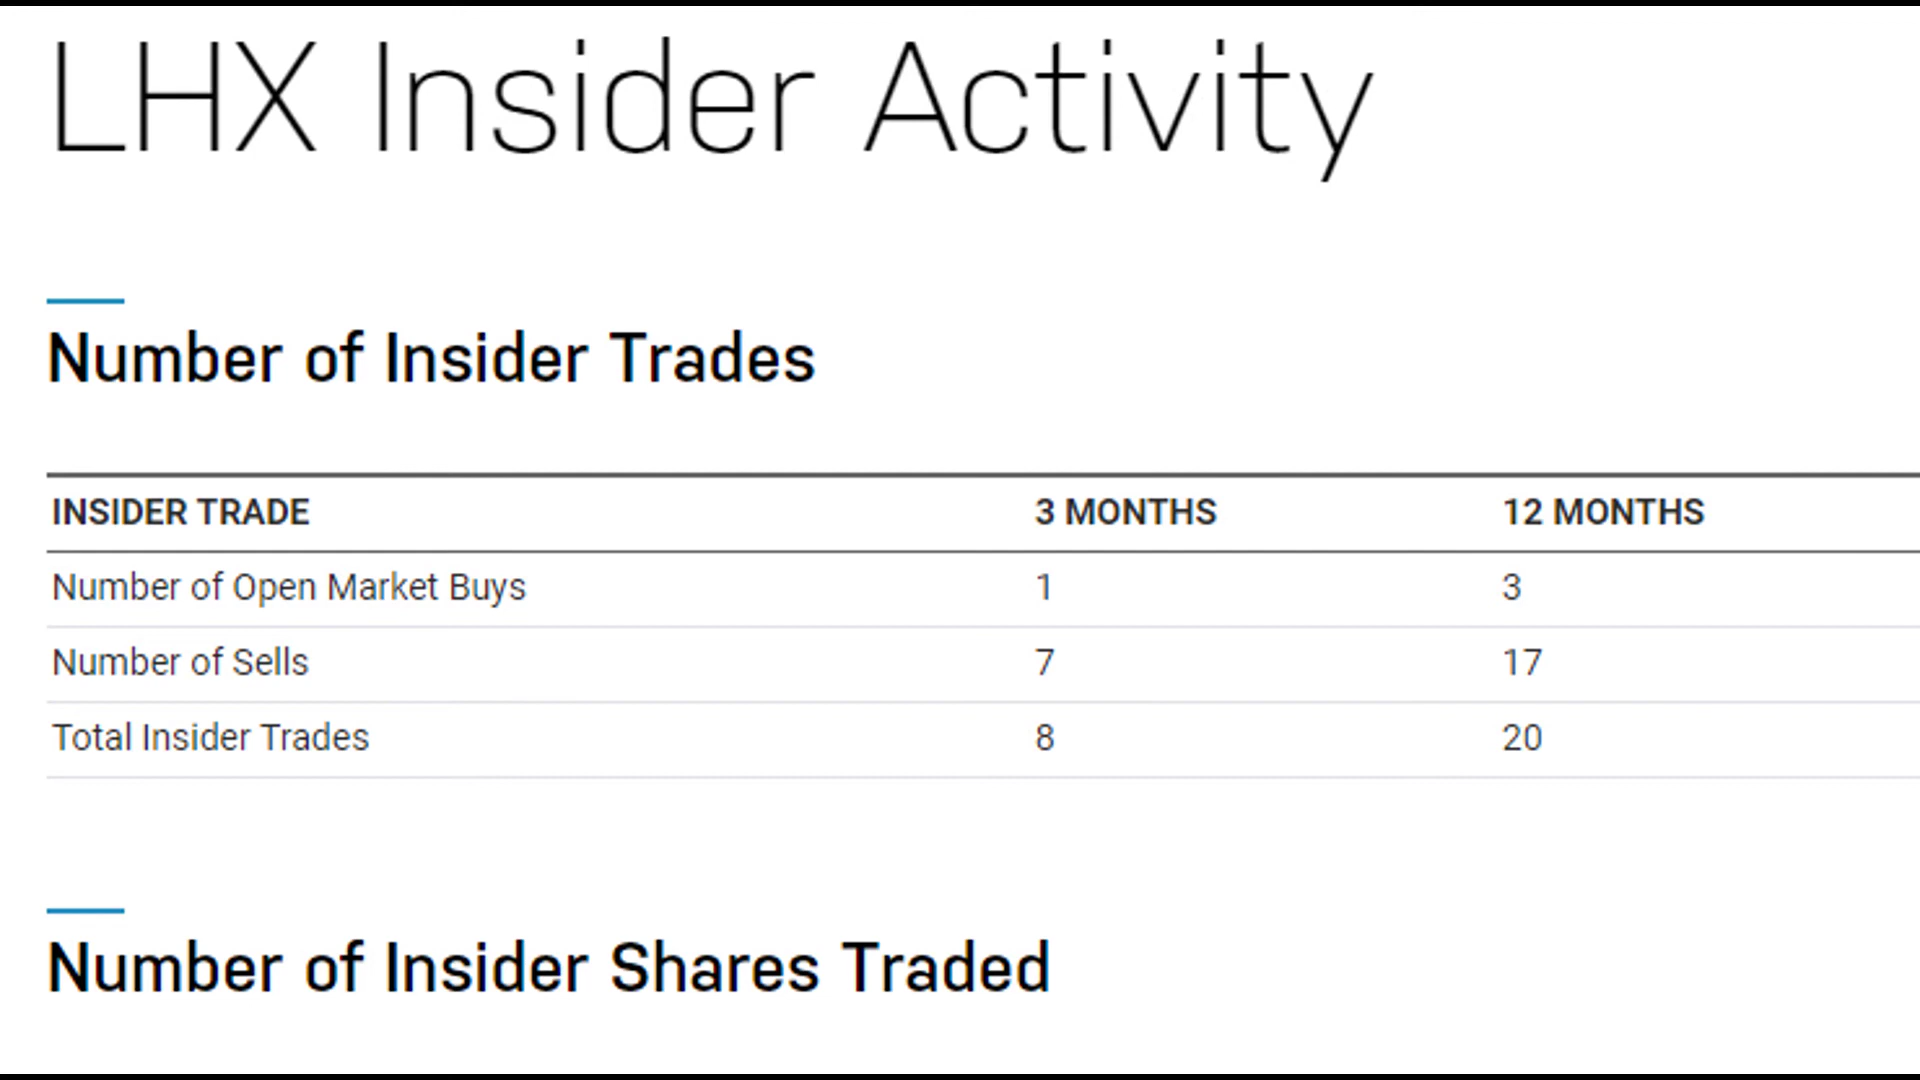 LHX Insider Activity
Number of Insider Trades
INSIDER TRADE 3 MONTHS 12 MONTHS
Number of Open Market Buys 1 3
Number of Sells 7 17
Total Insider Trades 8 20
Number of Insider Shares Traded